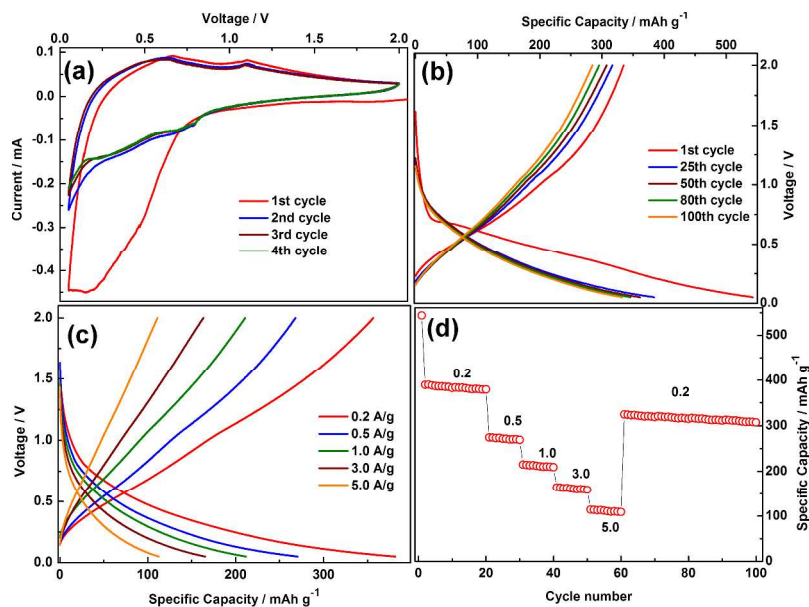 Voltage / V
0.0 0.5 1.0 1.5 2.0
0.1
0.0
-0.1
-0.2
-0.3
-0.4
Current / mA
(a)
1st cycle
2nd cycle
3rd cycle
4th cycle
Specific Capacity / mAh g⁻¹
0 100 200 300 400 500
2.0
1.5
1.0
0.5
0.0
Voltage / V
(b)
1st cycle
25th cycle
50th cycle
80th cycle
100th cycle
2.0
1.5
1.0
0.5
0.0
Voltage / V
(c)
0.2 A/g
0.5 A/g
1.0 A/g
3.0 A/g
5.0 A/g
0 100 200 300
Specific Capacity / mAh g⁻¹
(d)
0.2
0.5
1.0
3.0
5.0
0.2
500
400
300
200
100
0
Specific Capacity / mAh g⁻¹
0 20 40 60 80 100
Cycle number